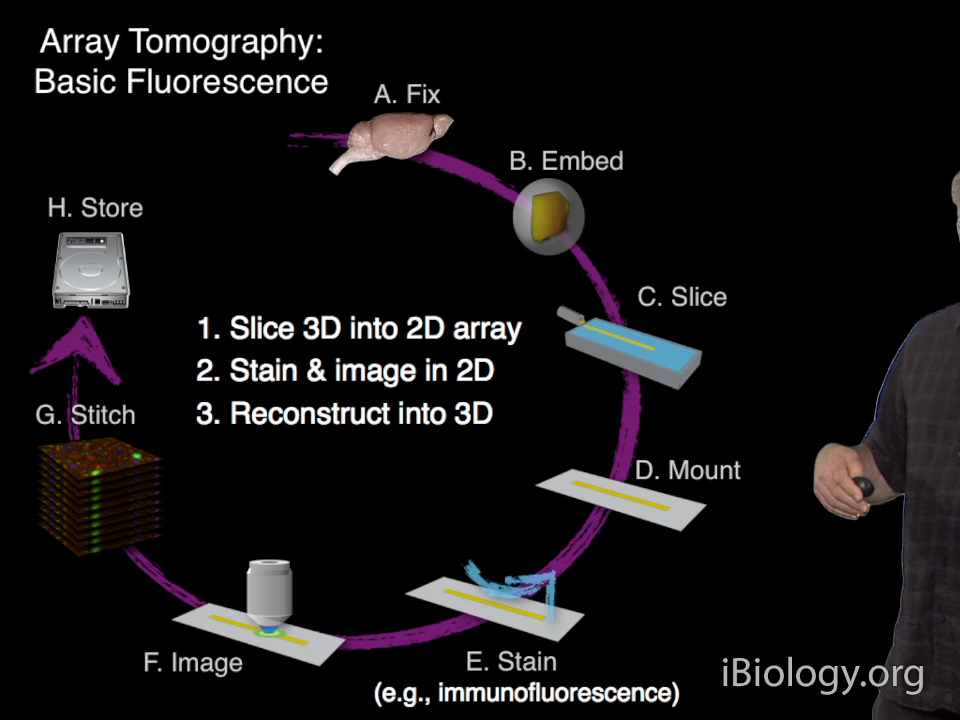 Array Tomography:
Basic Fluorescence
A. Fix
B. Embed
H. Store
C. Slice
1. Slice 3D into 2D array
2. Stain & image in 2D
3. Reconstruct into 3D
G. Stitch
D. Mount
F. Image
E. Stain
(e.g., immunofluorescence)
iBiology.org